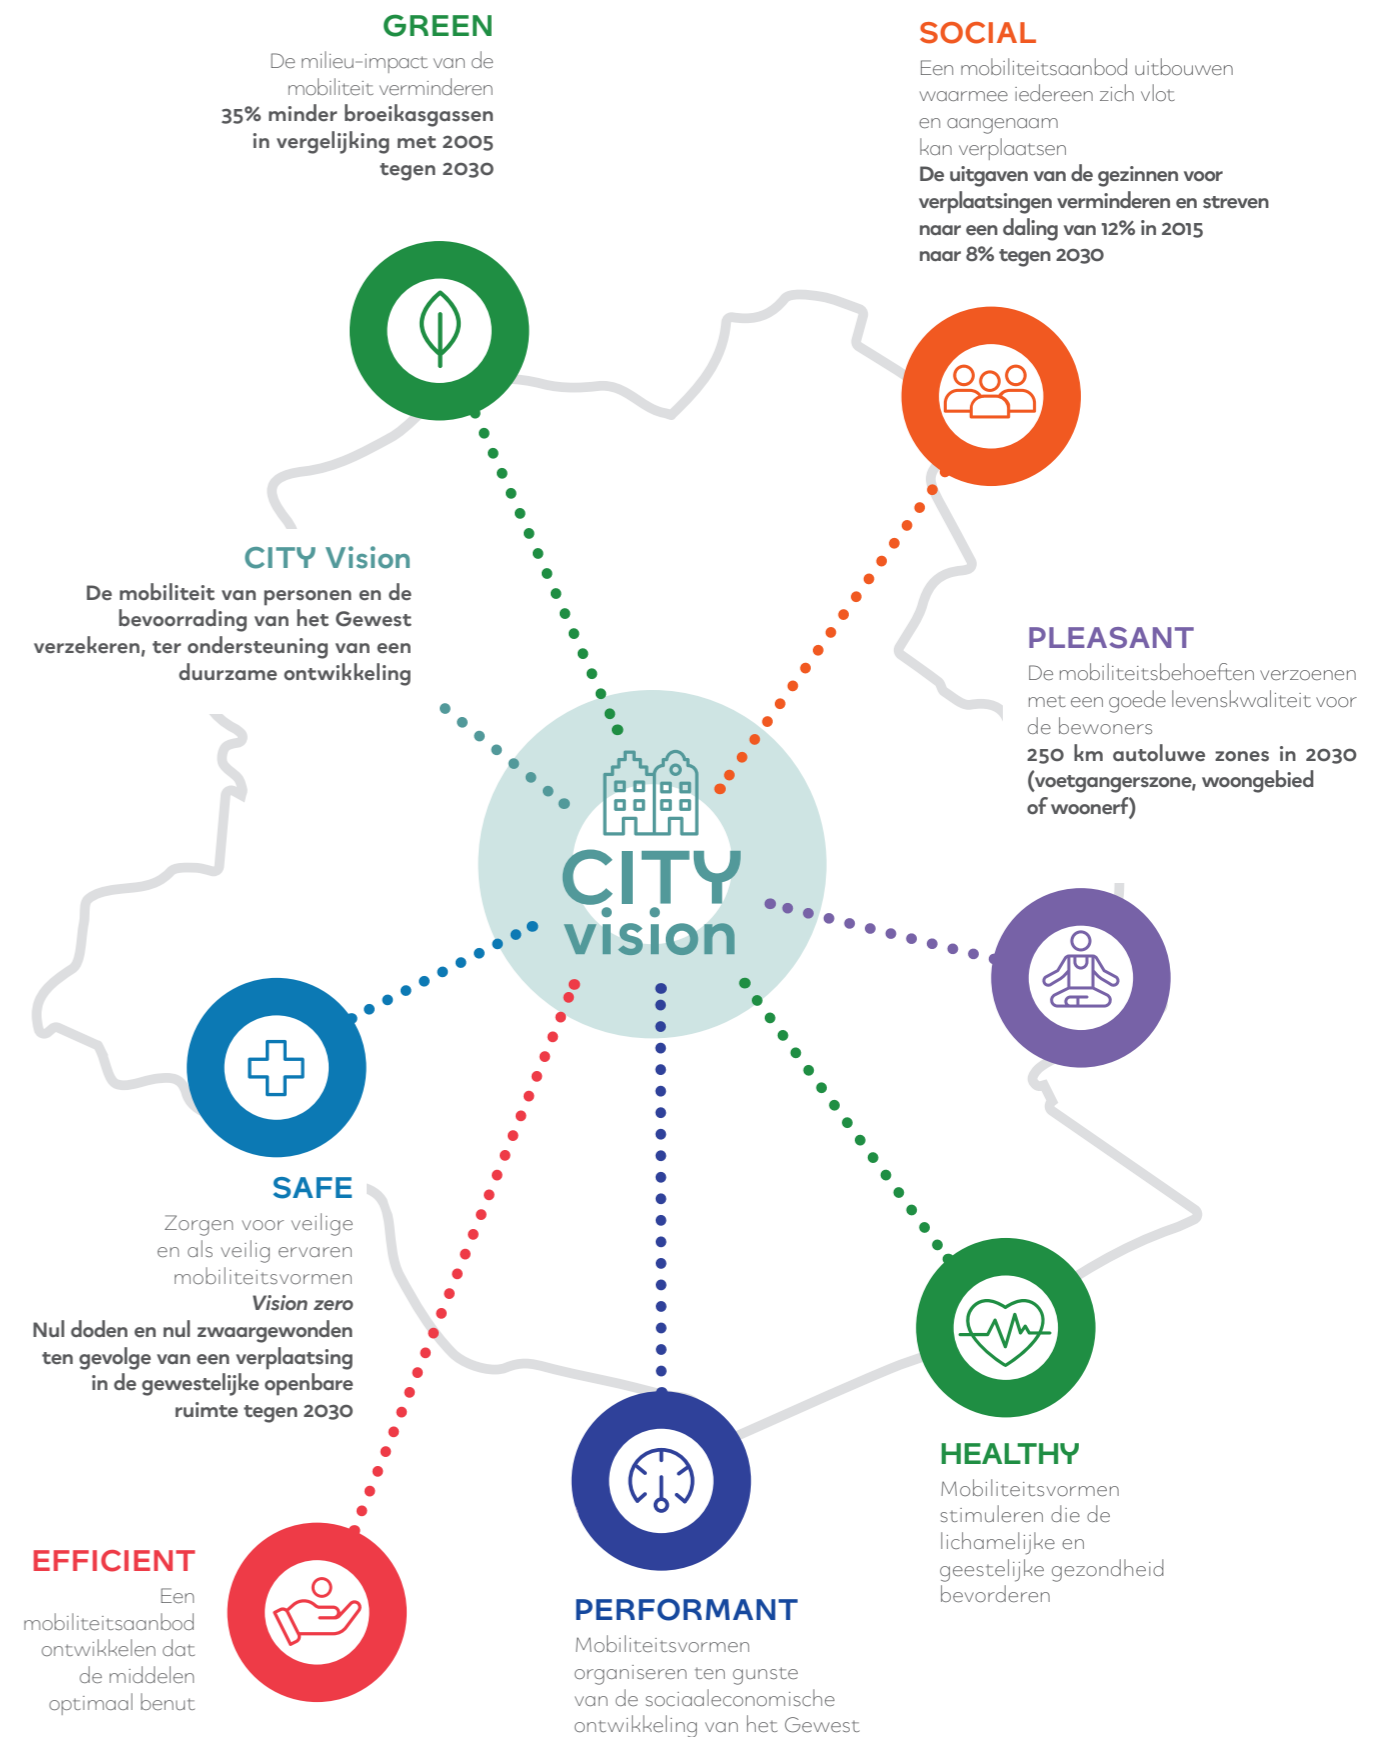 GREEN
De milieu-impact van de
mobiliteit verminderen
35% minder broeikasgassen
in vergelijking met 2005
tegen 2030
SOCIAL
Een mobiliteitsaanbod uitbouwen
waarmee iedereen zich vlot
en aangenaam
kan verplaatsen
De uitgaven van de gezinnen voor
verplaatsingen verminderen en streven
naar een daling van 12% in 2015
naar 8% tegen 2030
CITY Vision
De mobiliteit van personen en de
bevoorrading van het Gewest
verzekeren, ter ondersteuning van een
duurzame ontwikkeling
PLEASANT
De mobiliteitsbehoeften verzoenen
met een goede levenskwaliteit voor
de bewoners
250 km autoluwe zones in 2030
(voetgangerszone, woongebied
of woonerf)
CITY
vision
SAFE
Zorgen voor veilige
en als veilig ervaren
mobiliteitsvormen
Vision zero
Nul doden en nul zwaargewonden
ten gevolge van een verplaatsing
in de gewestelijke openbare
ruimte tegen 2030
HEALTHY
Mobiliteitsvormen
stimuleren die de
lichamelijke en
geestelijke gezondheid
bevorderen
EFFICIENT
Een
mobiliteitsaanbod
ontwikkelen dat
de middelen
optimaal benut
PERFORMANT
Mobiliteitsvormen
organiseren ten gunste
van de sociaaleconomische
ontwikkeling van het Gewest